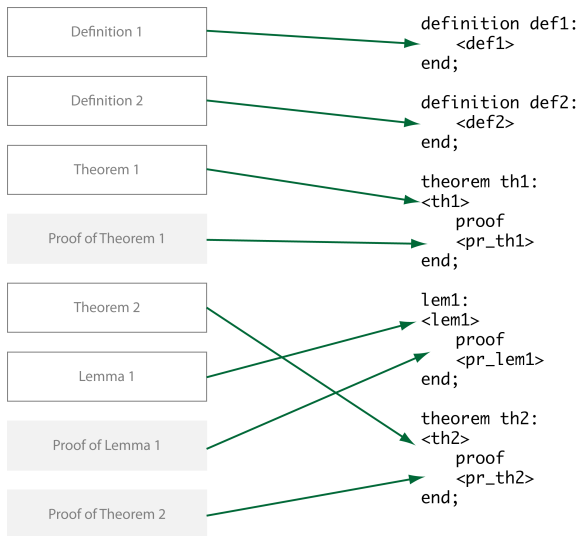 Definition 1
Definition 2
Theorem 1
Proof of Theorem 1
Theorem 2
Lemma 1
Proof of Lemma 1
Proof of Theorem 2
definition def1:
<def1>
end;
definition def2:
<def2>
end;
theorem th1:
<th1>
proof
<pr_th1>
end;
lem1:
<lem1>
proof
<pr_lem1>
end;
theorem th2:
<th2>
proof
<pr_th2>
end;